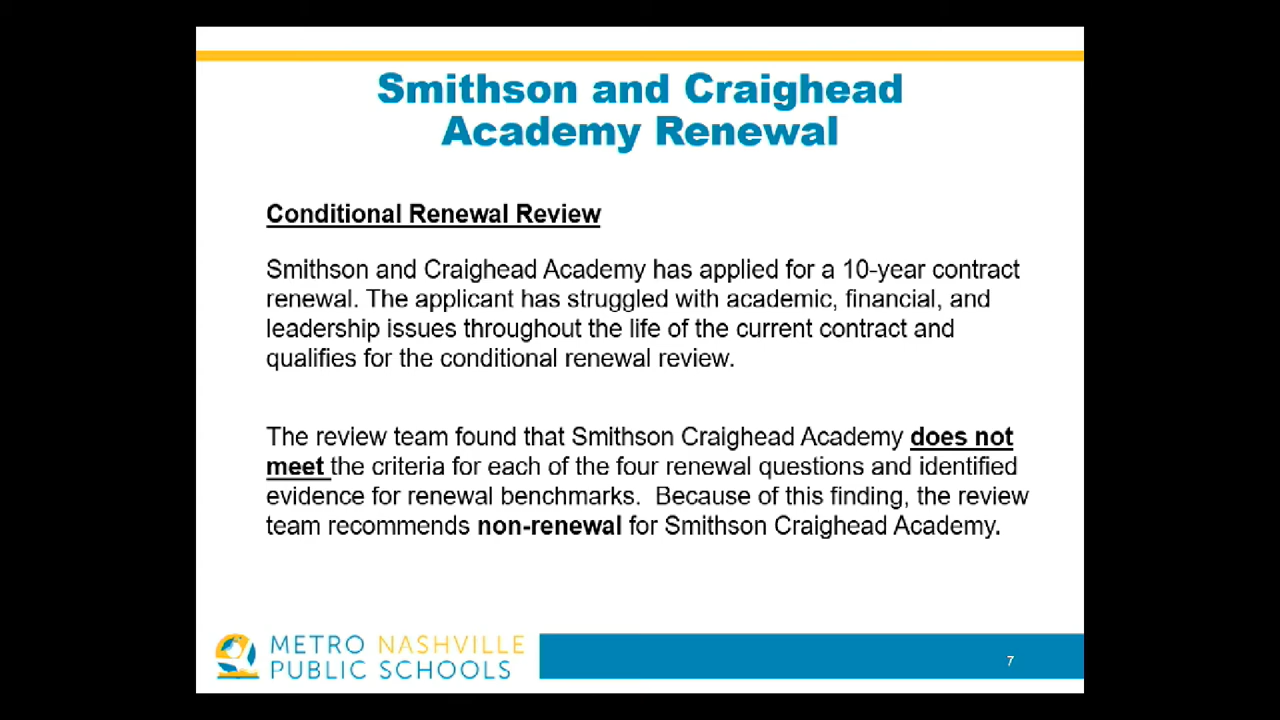 Smithson and Craighead
Academy Renewal
Conditional Renewal Review
Smithson and Craighead Academy has applied for a 10-year contract
renewal. The applicant has struggled with academic, financial, and
leadership issues throughout the life of the current contract and
qualifies for the conditional renewal review.
The review team found that Smithson Craighead Academy does not
meet the criteria for each of the four renewal questions and identified
evidence for renewal benchmarks.  Because of this finding, the review
team recommends non-renewal for Smithson Craighead Academy.
METRO NASHVILLE
PUBLIC SCHOOLS
7